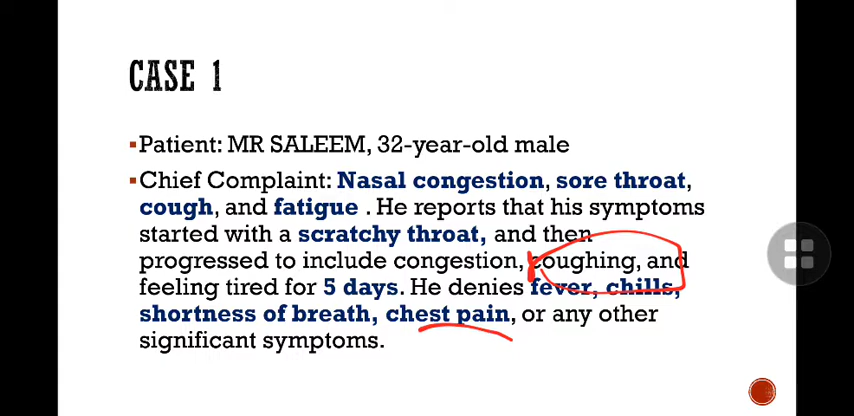 CASE 1
▪Patient: MR SALEEM, 32-year-old male
▪Chief Complaint: Nasal congestion, sore throat,
cough, and fatigue . He reports that his symptoms
started with a scratchy throat, and then
progressed to include congestion, coughing, and
feeling tired for 5 days. He denies fever, chills,
shortness of breath, chest pain, or any other
significant symptoms.